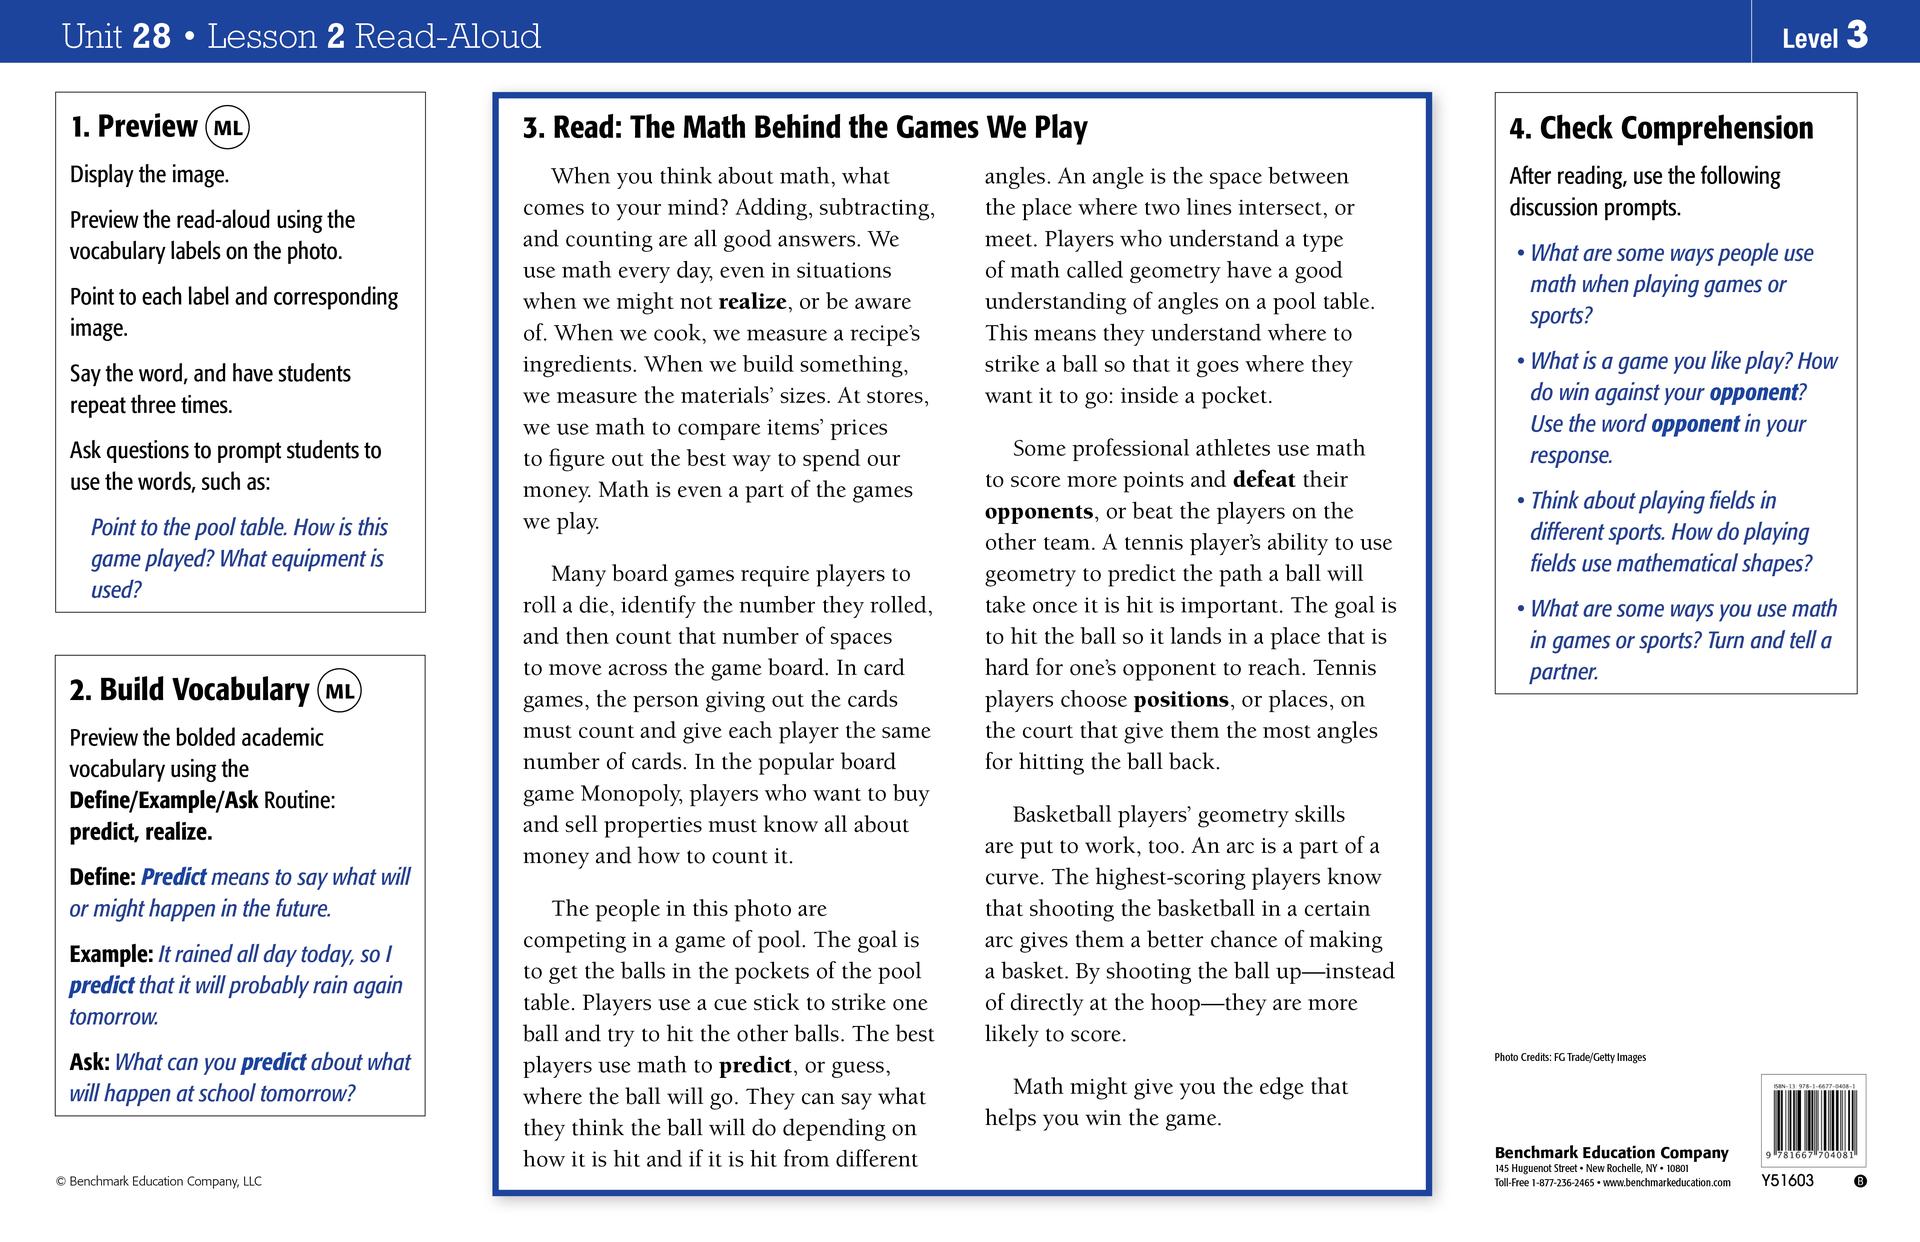 Unit 28 • Lesson 2 Read-Aloud
Level 3
1. Preview ML
Display the image.
Preview the read-aloud using the
vocabulary labels on the photo.
Point to each label and corresponding
image.
Say the word, and have students
repeat three times.
Ask questions to prompt students to
use the words, such as:
Point to the pool table. How is this
game played? What equipment is
used?
2. Build Vocabulary ML
Preview the bolded academic
vocabulary using the
Define/Example/Ask Routine:
predict, realize.
Define: Predict means to say what will
or might happen in the future.
Example: It rained all day today, so I
predict that it will probably rain again
tomorrow.
Ask: What can you predict about what
will happen at school tomorrow?
© Benchmark Education Company, LLC
3. Read: The Math Behind the Games We Play
When you think about math, what
comes to your mind? Adding, subtracting,
and counting are all good answers. We
use math every day, even in situations
when we might not realize, or be aware
of. When we cook, we measure a recipe's
ingredients. When we build something,
we measure the materials' sizes. At stores,
we use math to compare items' prices
to figure out the best way to spend our
money. Math is even a part of the games
we play.
Many board games require players to
roll a die, identify the number they rolled,
and then count that number of spaces
to move across the game board. In card
games, the person giving out the cards
must count and give each player the same
number of cards. In the popular board
game Monopoly, players who want to buy
and sell properties must know all about
money and how to count it.
The people in this photo are
competing in a game of pool. The goal is
to get the balls in the pockets of the pool
table. Players use a cue stick to strike one
ball and try to hit the other balls. The best
players use math to predict, or guess,
where the ball will go. They can say what
they think the ball will do depending on
how it is hit and if it is hit from different
angles. An angle is the space between
the place where two lines intersect, or
meet. Players who understand a type
of math called geometry have a good
understanding of angles on a pool table.
This means they understand where to
strike a ball so that it goes where they
want it to go: inside a pocket.
Some professional athletes use math
to score more points and defeat their
opponents, or beat the players on the
other team. A tennis player's ability to use
geometry to predict the path a ball will
take once it is hit is important. The goal is
to hit the ball so it lands in a place that is
hard for one's opponent to reach. Tennis
players choose positions, or places, on
the court that give them the most angles
for hitting the ball back.
Basketball players' geometry skills
are put to work, too. An arc is a part of a
curve. The highest-scoring players know
that shooting the basketball in a certain
arc gives them a better chance of making
a basket. By shooting the ball up—instead
of directly at the hoop—they are more
likely to score.
Math might give you the edge that
helps you win the game.
4. Check Comprehension
After reading, use the following
discussion prompts.
• What are some ways people use
math when playing games or
sports?
• What is a game you like play? How
do win against your opponent?
Use the word opponent in your
response.
• Think about playing fields in
different sports. How do playing
fields use mathematical shapes?
• What are some ways you use math
in games or sports? Turn and tell a
partner.
Photo Credits: FG Trade/Getty Images
Benchmark Education Company
145 Huguenot Street • New Rochelle, NY • 10801
Toll-Free 1-877-236-2465 • www.benchmarkeducation.com
ISBN-13 978-1-6677-0408-1
9 781667 704081
Y51603
B